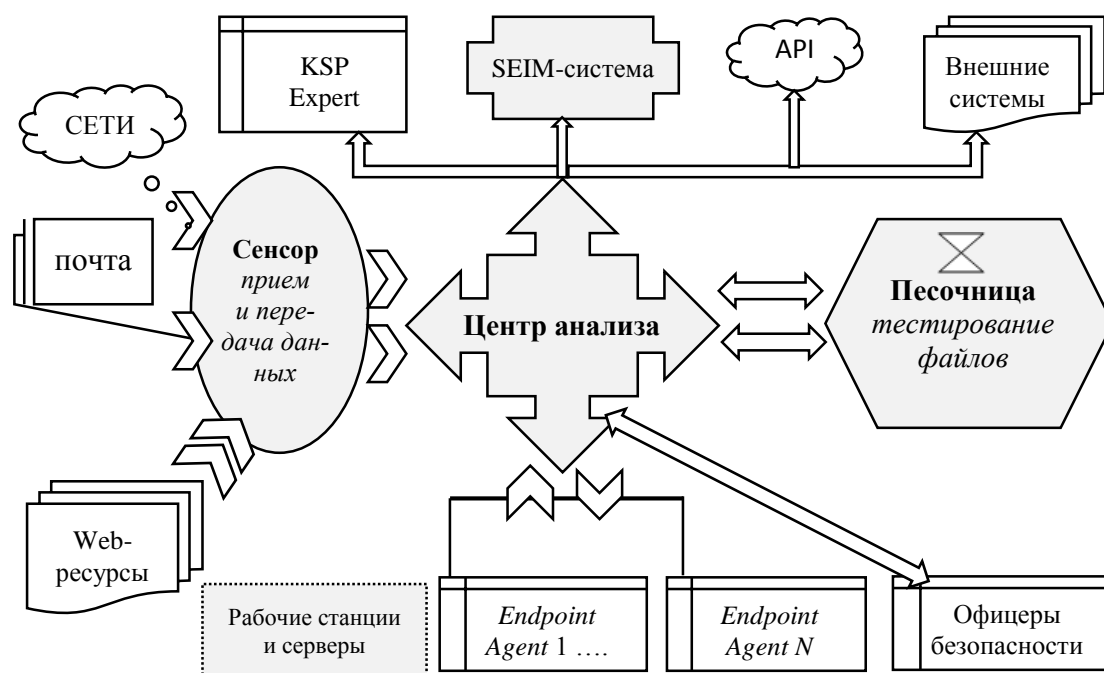 KSP
Expert
SEIM-система
API
Внешние
системы
СЕТИ
почта
Сенсор
прием
и пере-
дача дан-
ных
Центр анализа
Песочница
тестирование
файлов
Web-
ресурсы
Рабочие станции
и серверы
Endpoint
Agent 1 ….
Endpoint
Agent N
Офицеры
безопасности